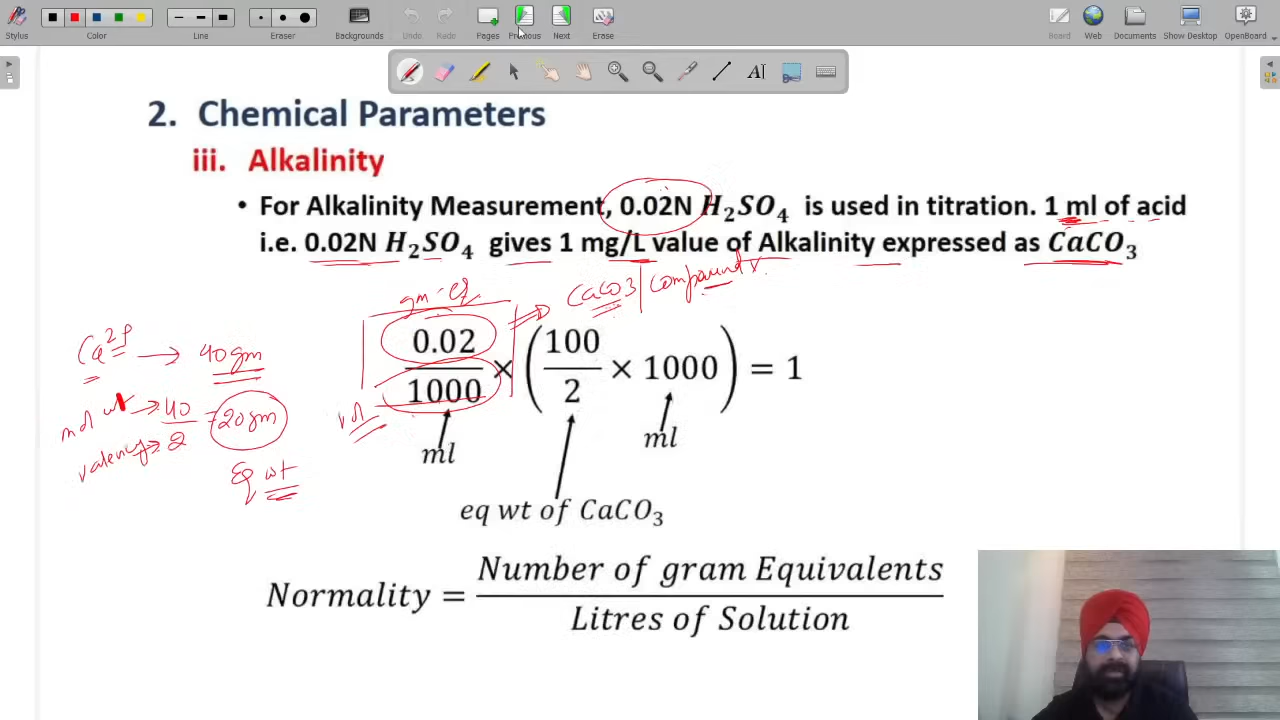 Stylus Color Line Eraser Backgrounds Undo Redo Pages Previous Next Erase Board Web Documents Show Desktop OpenBoard
2. Chemical Parameters
iii. Alkalinity
• For Alkalinity Measurement, 0.02N H₂SO₄ is used in titration. 1 ml of acid
i.e. 0.02N H₂SO₄ gives 1 mg/L value of Alkalinity expressed as CaCO₃
gm-eq CaCO3 | Compound
0.02/1000 × (100/2 × 1000) = 1
Ca²⁺ → 40 gm
mol wt → 40/2 = 20 gm
valency →
Eq wt
vol
ml
ml
eq wt of CaCO₃
Normality = Number of gram Equivalents / Litres of Solution